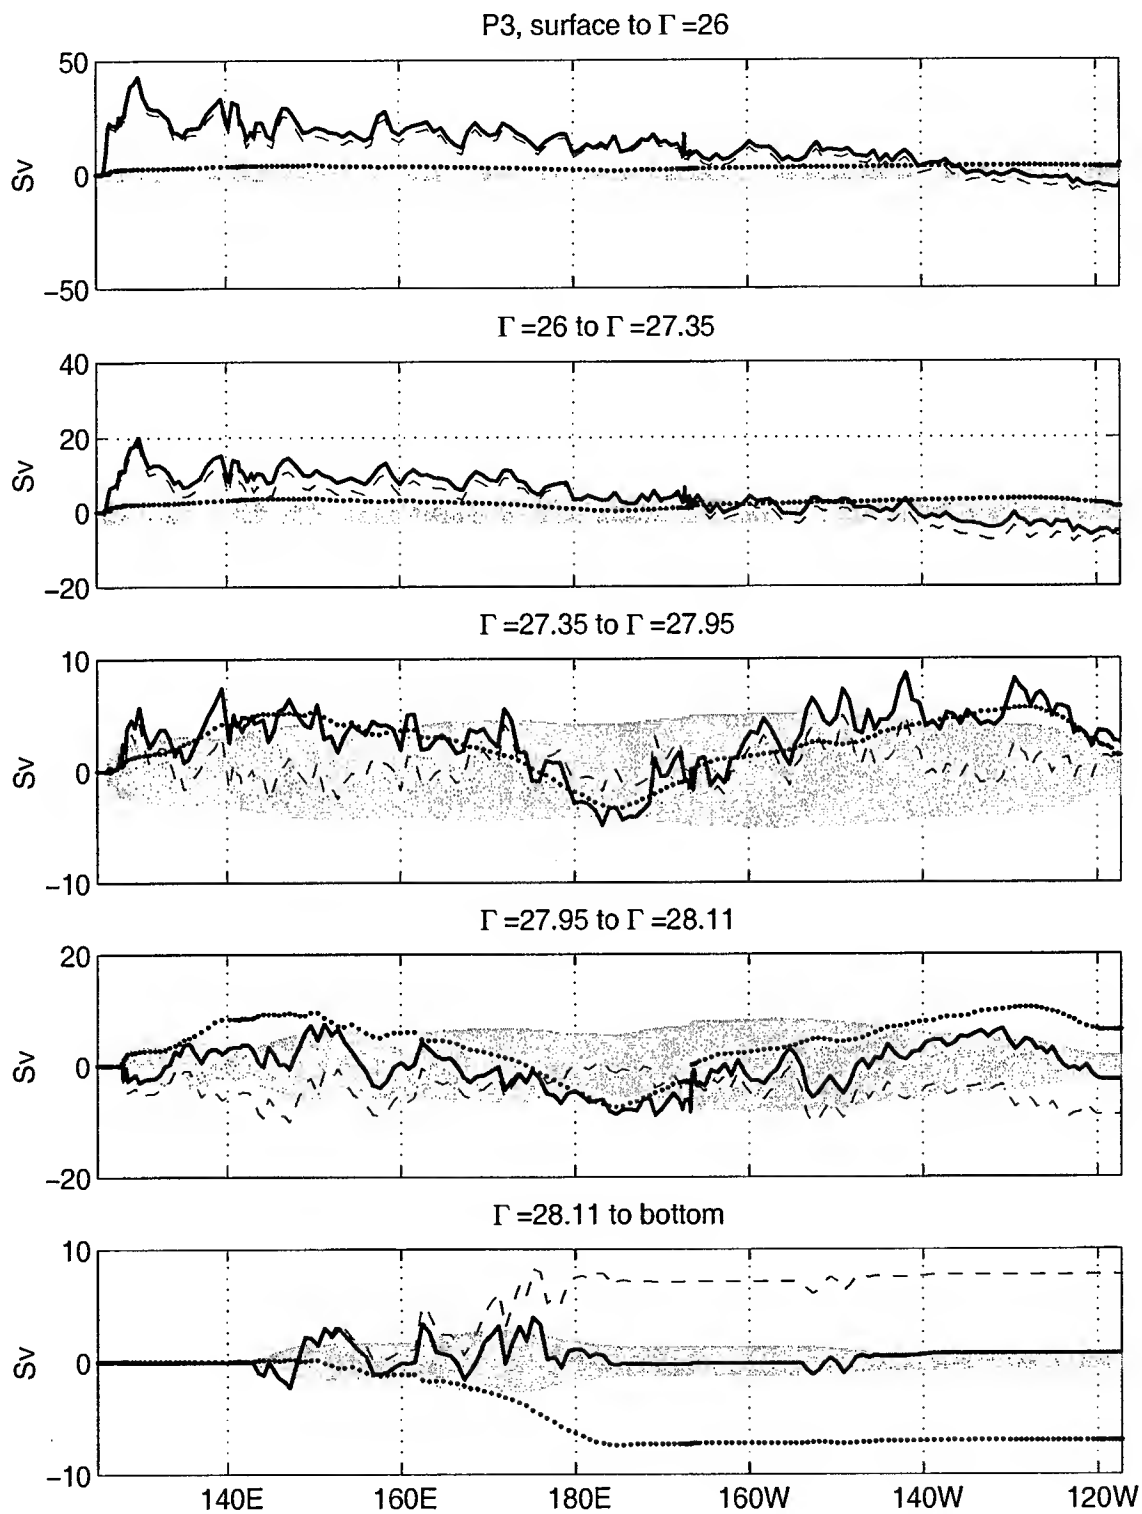 P3, surface to Γ =26
50
0
−50
Sv
Γ =26 to Γ =27.35
40
20
0
−20
Sv
Γ =27.35 to Γ =27.95
10
0
−10
Sv
Γ =27.95 to Γ =28.11
20
0
−20
Sv
Γ =28.11 to bottom
10
0
−10
Sv
140E 160E 180E 160W 140W 120W